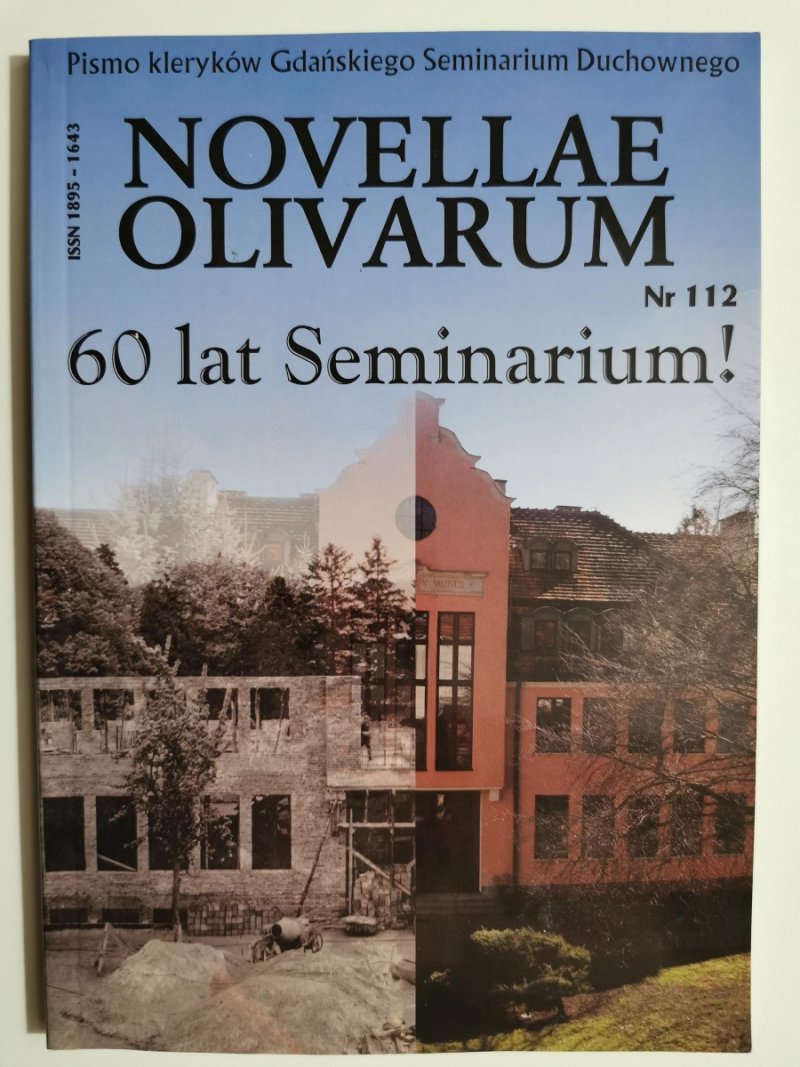 Pismo kleryków Gdańskiego Seminarium Duchownego
ISSN 1895 - 1643
NOVELLAE
OLIVARUM
Nr 112
60 lat Seminarium!